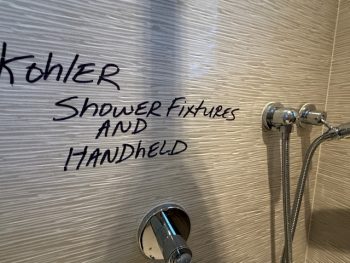 KohlER
Shower Fixtures
AND
HANDhelD